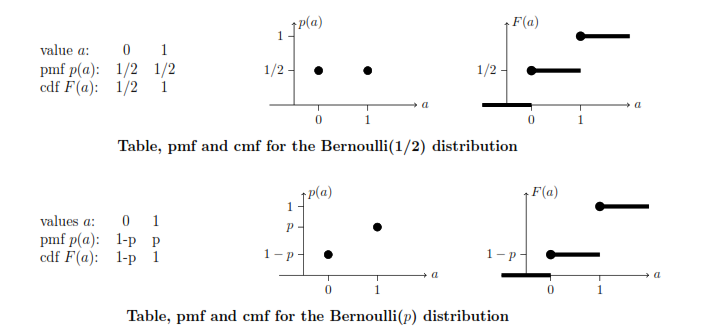 value a: 0 1
pmf p(a): 1/2 1/2
cdf F(a): 1/2 1
p(a)
1
1/2
a
0 1
F(a)
1/2
a
0 1
Table, pmf and cmf for the Bernoulli(1/2) distribution
values a: 0 1
pmf p(a): 1-p p
cdf F(a): 1-p 1
p(a)
1
p
1 − p
a
0 1
F(a)
1 − p
a
0 1
Table, pmf and cmf for the Bernoulli(p) distribution